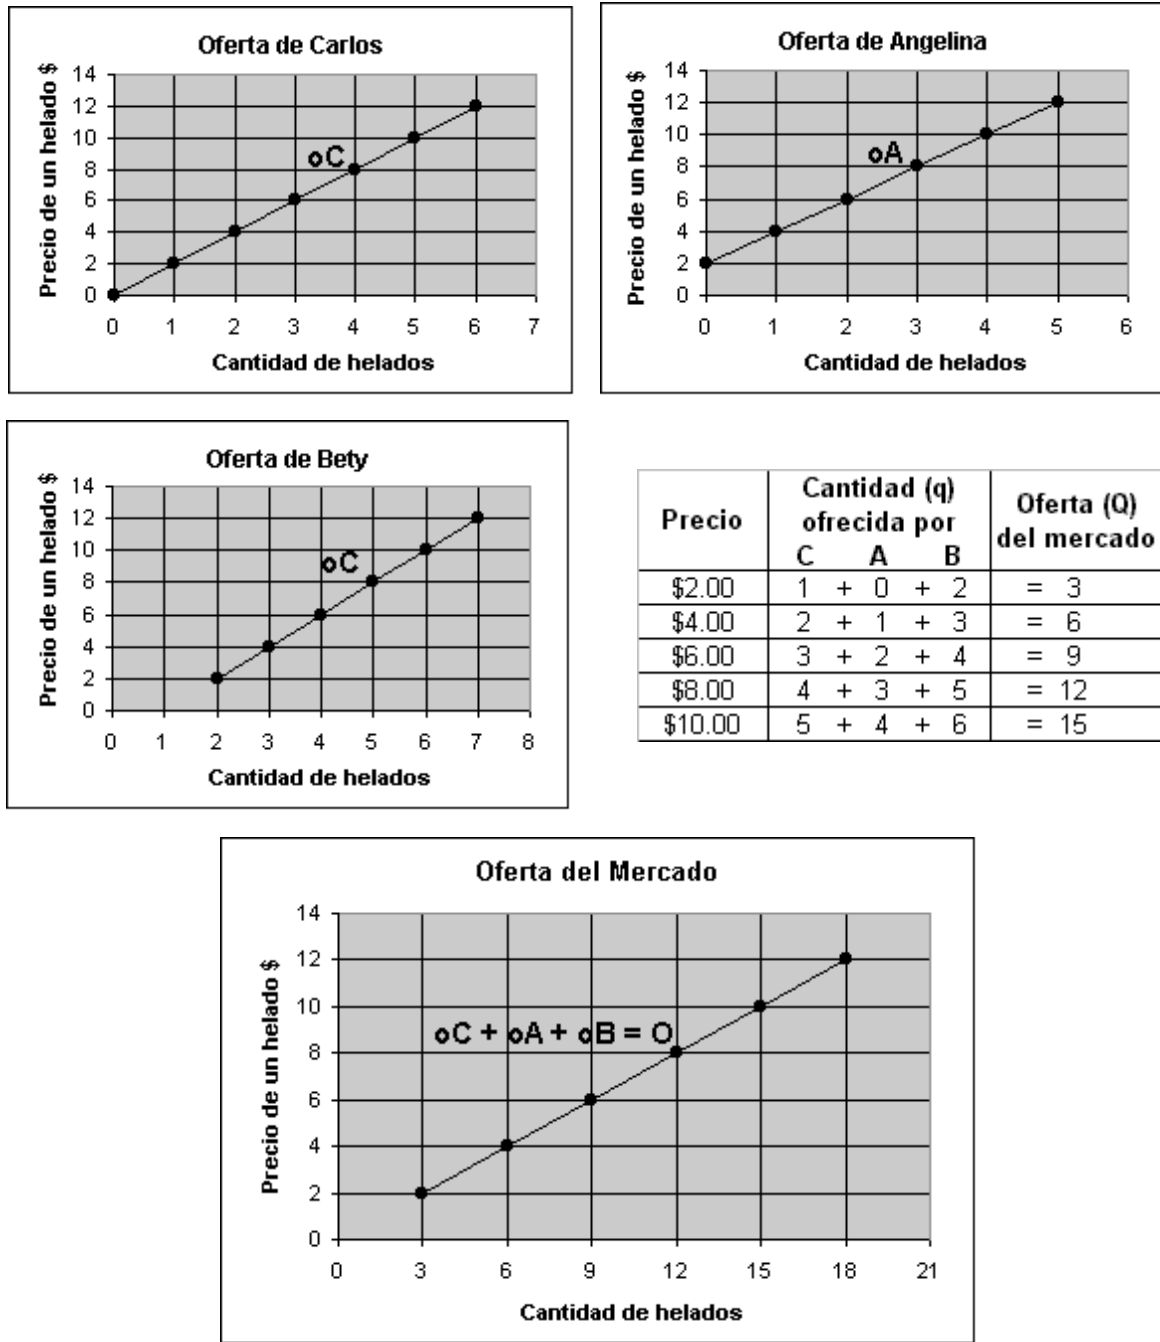 Oferta de Carlos
Precio de un helado $
14
12
10
8
6
4
2
0
oC
0 1 2 3 4 5 6 7
Cantidad de helados
Oferta de Angelina
Precio de un helado $
14
12
10
8
6
4
2
0
oA
0 1 2 3 4 5 6
Cantidad de helados
Oferta de Bety
Precio de un helado $
14
12
10
8
6
4
2
0
oC
0 1 2 3 4 5 6 7 8
Cantidad de helados
Precio
Cantidad (q)
ofrecida por
C A B
Oferta (Q)
del mercado
$2.00 1 + 0 + 2 = 3
$4.00 2 + 1 + 3 = 6
$6.00 3 + 2 + 4 = 9
$8.00 4 + 3 + 5 = 12
$10.00 5 + 4 + 6 = 15
Oferta del Mercado
Precio de un helado $
14
12
10
8
6
4
2
0
oC + oA + oB = O
0 3 6 9 12 15 18 21
Cantidad de helados